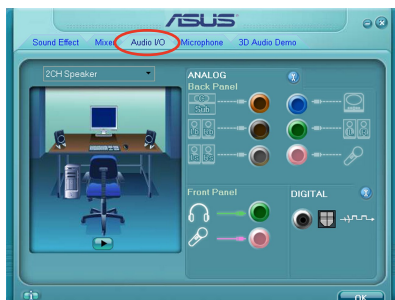 ASUS
Sound Effect Mixer Audio I/O Microphone 3D Audio Demo
2CH Speaker
ANALOG
Back Panel
Sub
Front Panel
DIGITAL
OK